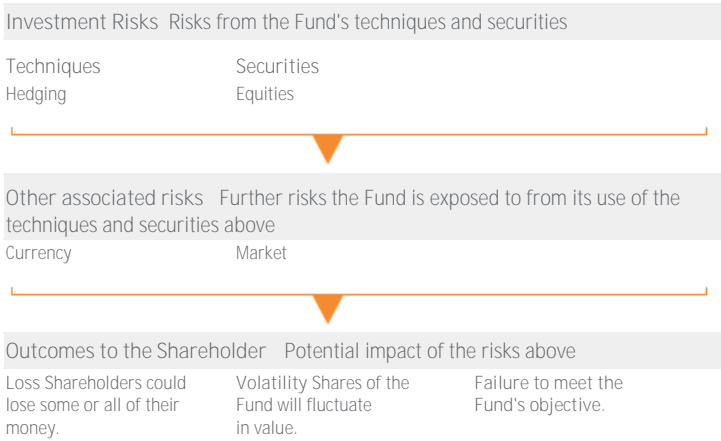 Investment Risks Risks from the Fund's techniques and securities
Techniques Securities
Hedging Equities
Other associated risks Further risks the Fund is exposed to from its use of the
techniques and securities above
Currency Market
Outcomes to the Shareholder Potential impact of the risks above
Loss Shareholders could
lose some or all of their
money.
Volatility Shares of the
Fund will fluctuate
in value.
Failure to meet the
Fund's objective.